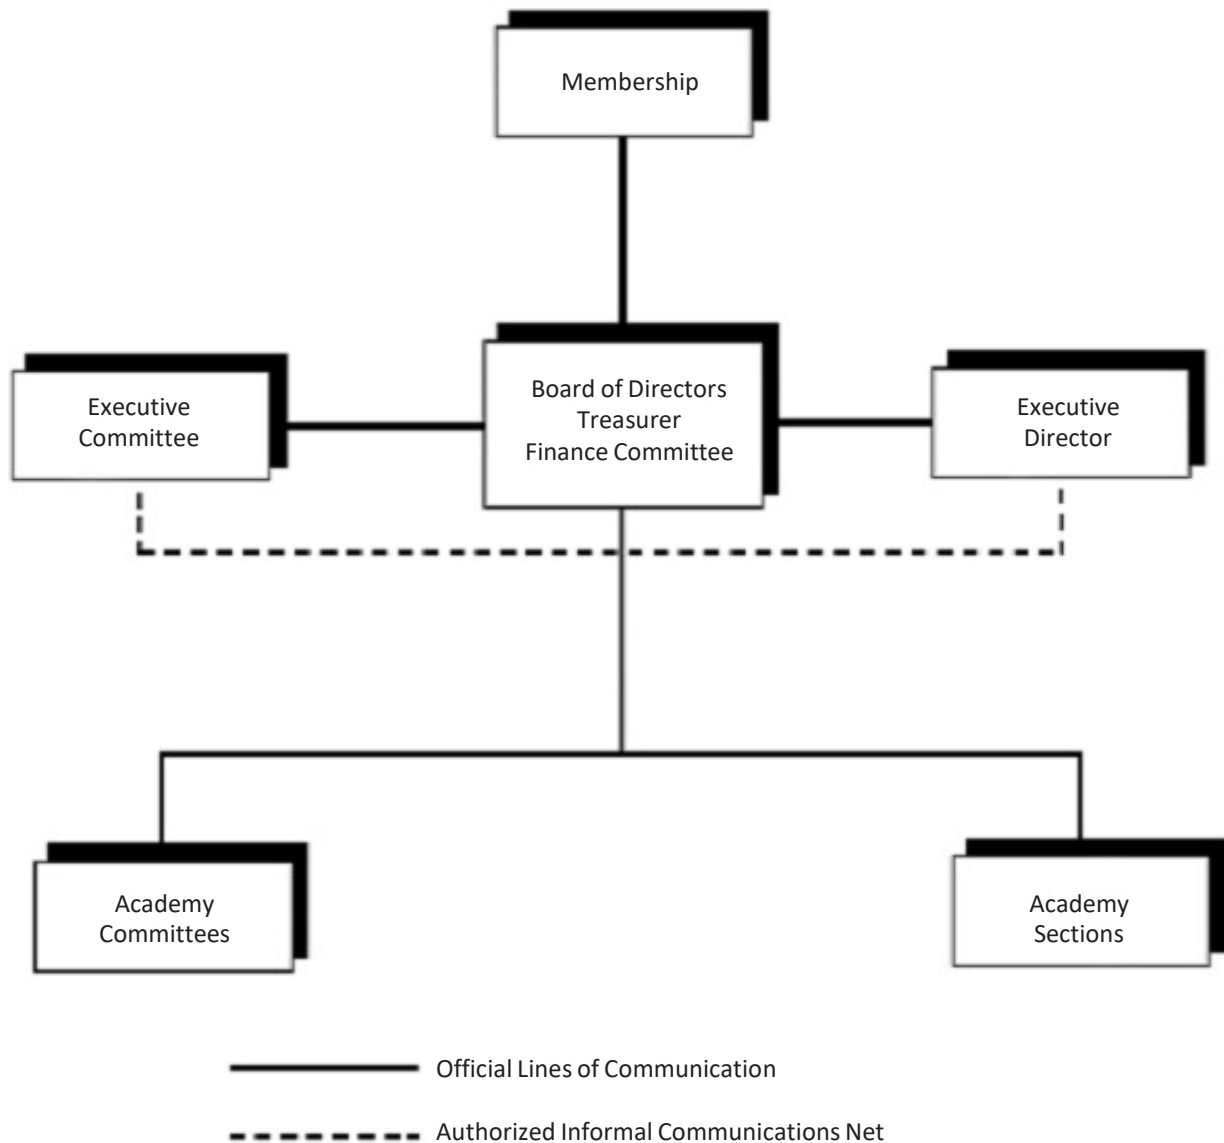 Membership
Executive
Committee
Board of Directors
Treasurer
Finance Committee
Executive
Director
Academy
Committees
Academy
Sections
Official Lines of Communication
Authorized Informal Communications Net